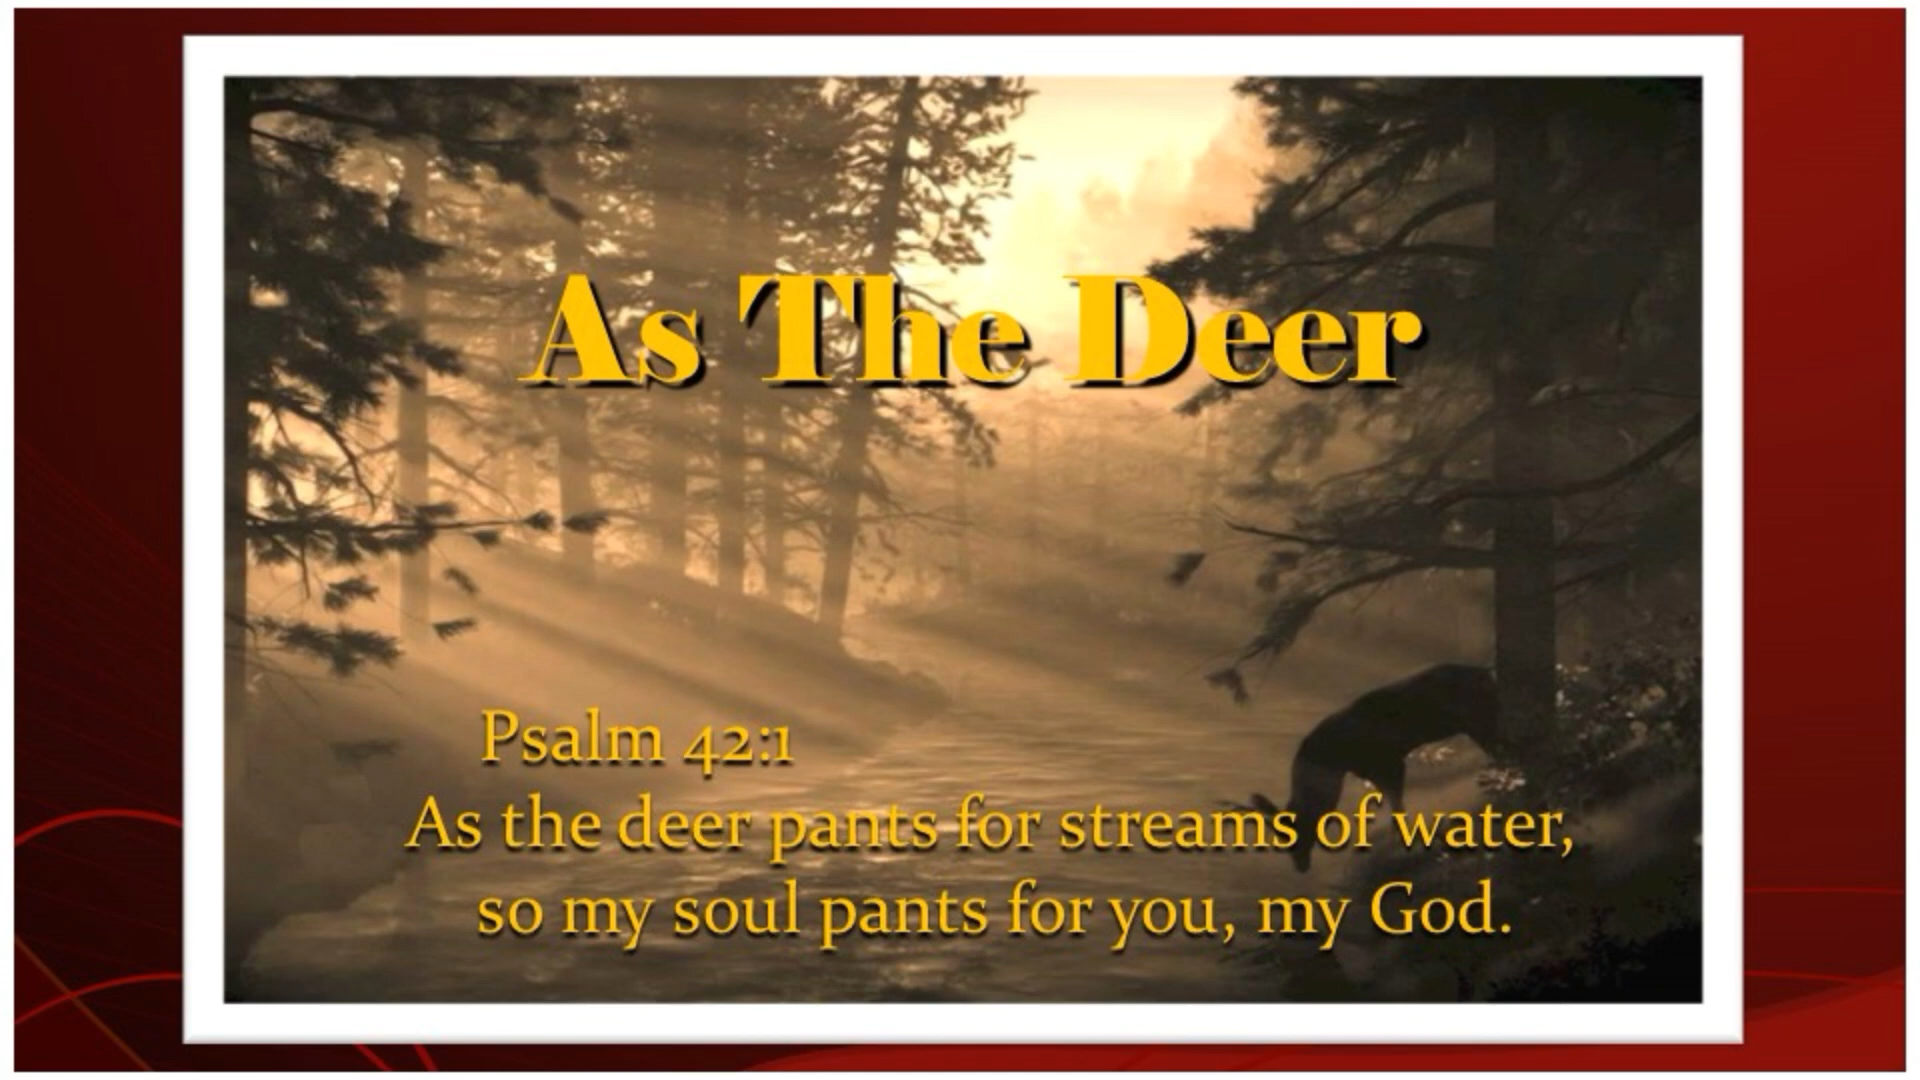 As The Deer
Psalm 42:1
As the deer pants for streams of water,
so my soul pants for you, my God.